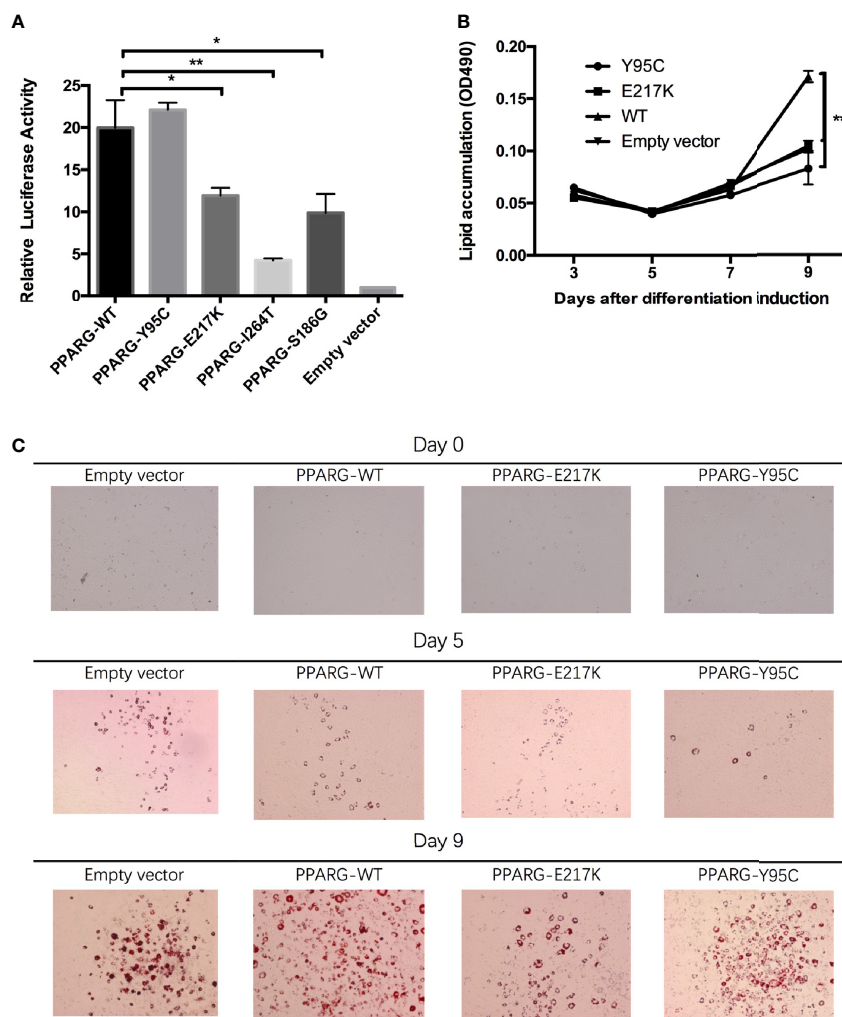 A
Relative Luciferase Activity
25
20
15
10
5
0
*
**
*
PPARG-WT
PPARG-Y95C
PPARG-E217K
PPARG-I264T
PPARG-S186G
Empty vector
B
Lipid accumulation (OD490)
0.20
0.15
0.10
0.05
0.00
Y95C
E217K
WT
Empty vector
**
3 5 7 9
Days after differentiation induction
C
Day 0
Empty vector PPARG-WT PPARG-E217K PPARG-Y95C
Day 5
Empty vector PPARG-WT PPARG-E217K PPARG-Y95C
Day 9
Empty vector PPARG-WT PPARG-E217K PPARG-Y95C